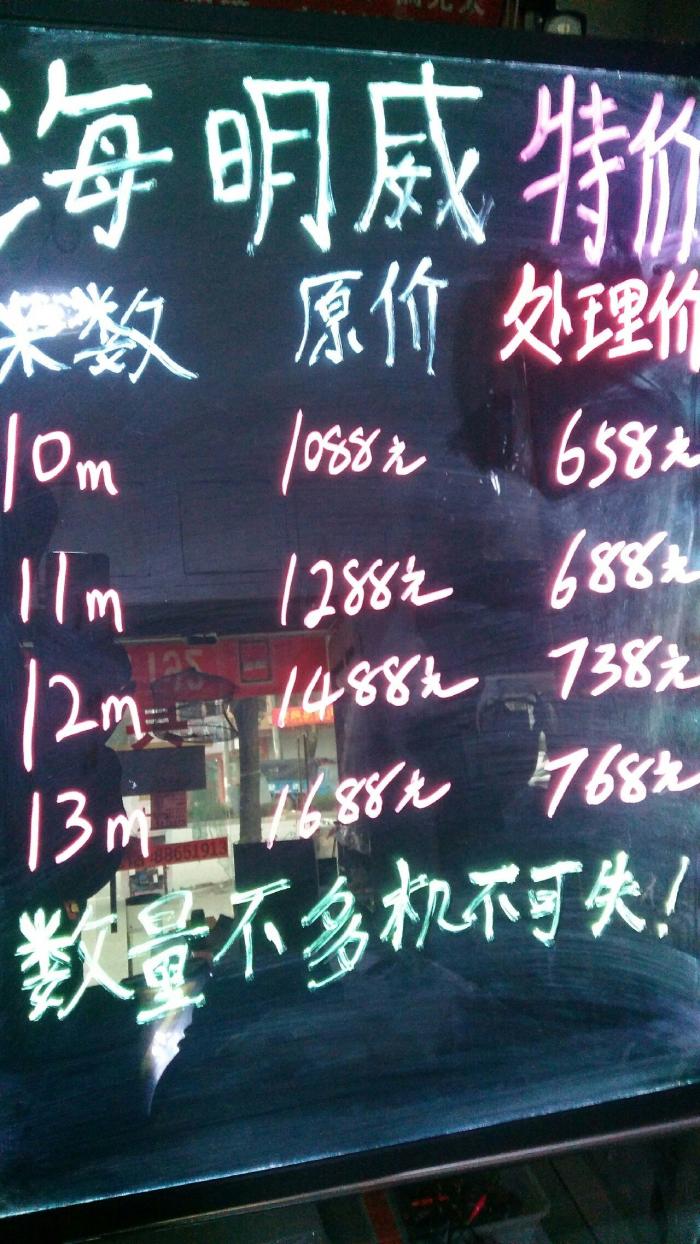 海明威 特价
米数 原价 处理价
10m 1088元 658元
11m 1288元 688元
12m 1488元 738元
13m 1688元 768元
数量不多机不可失!
88651913